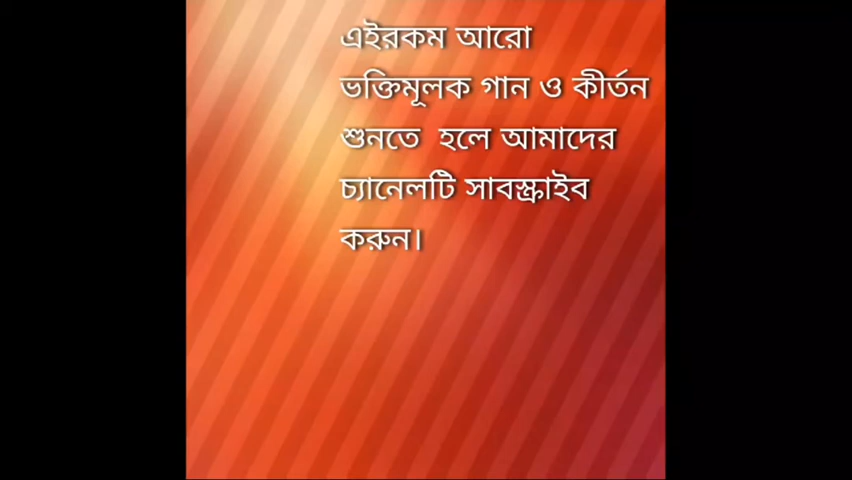 এইরকম আরো
ভক্তিমূলক গান ও কীর্তন
শুনতে হলে আমাদের
চ্যানেলটি সাবস্ক্রাইব
করুন।